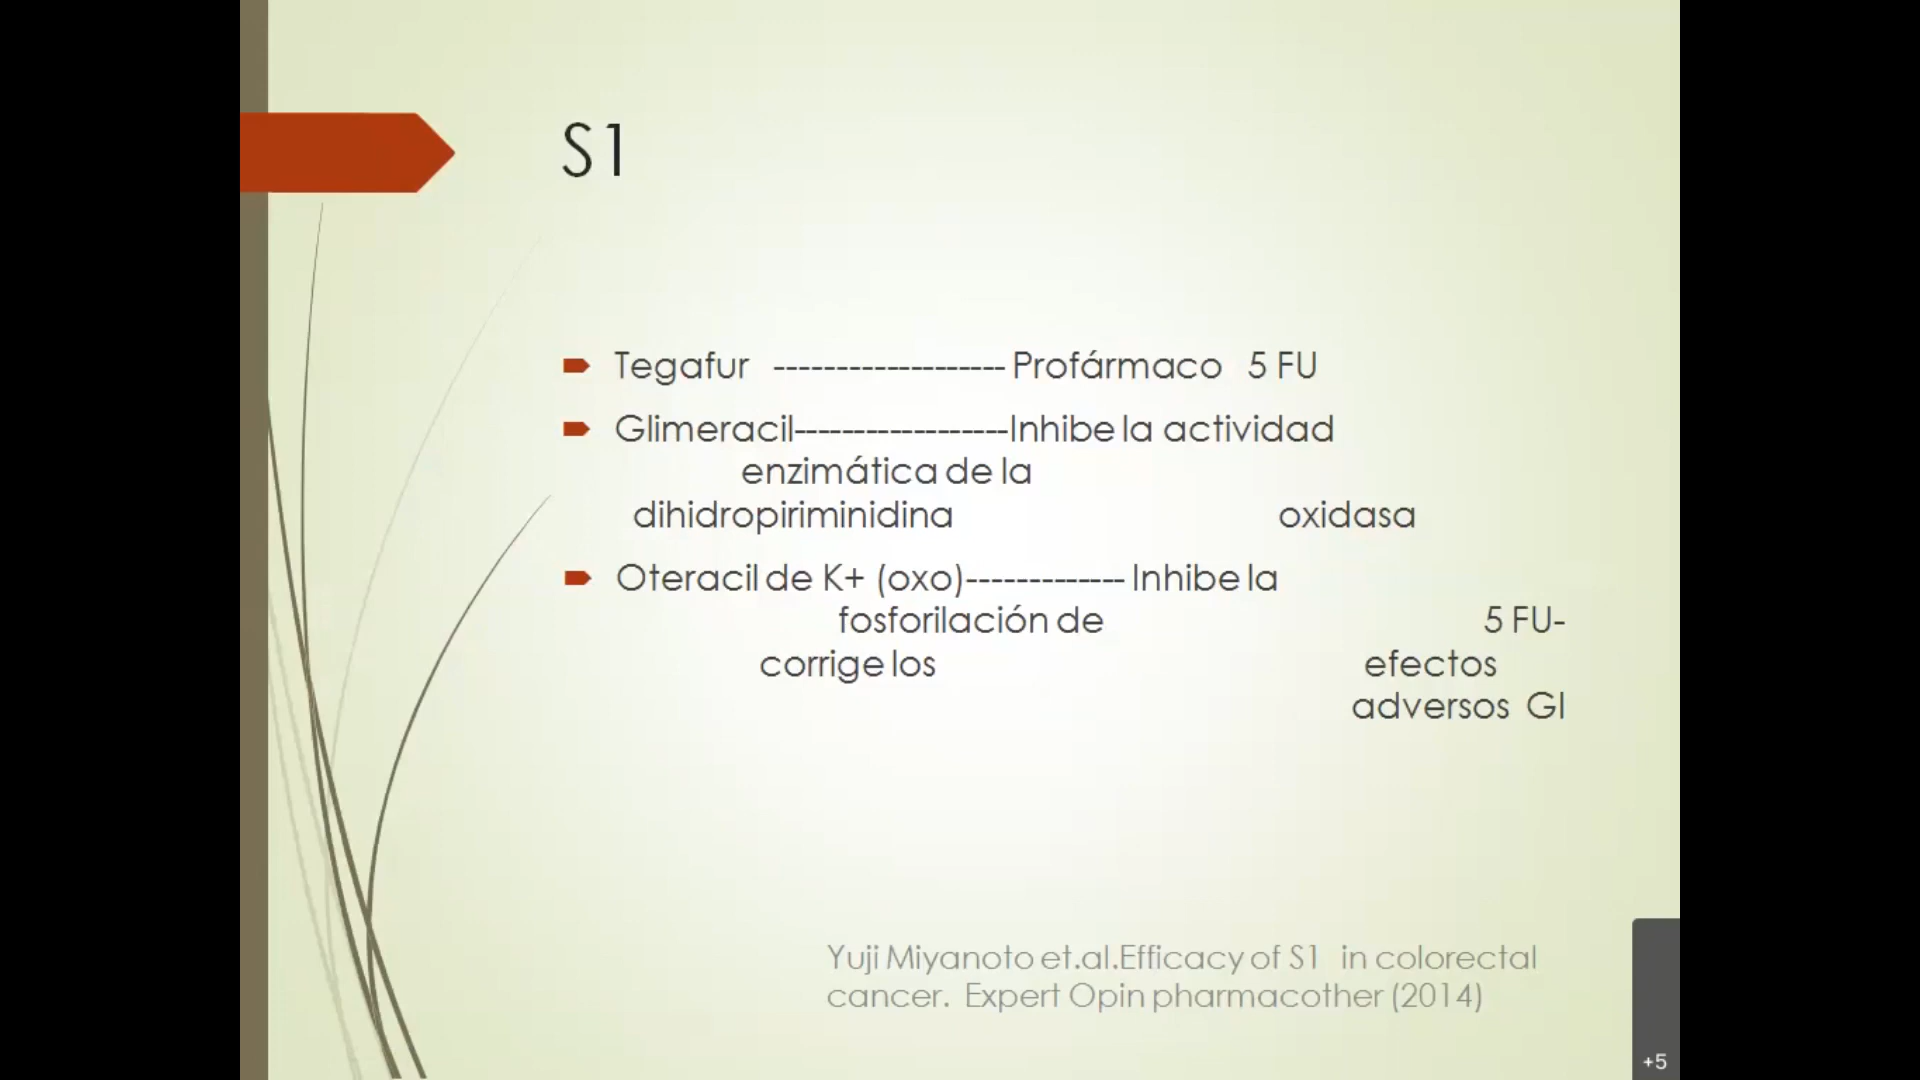 S1
Tegafur ------------------- Profármaco 5 FU
Glimeracil------------------Inhibe la actividad
enzimática de la
dihidropiriminidina oxidasa
Oteracil de K+ (oxo)------------- Inhibe la
fosforilación de 5 FU-
corrige los efectos
adversos GI
Yuji Miyanoto et.al.Efficacy of S1 in colorectal
cancer. Expert Opin pharmacother (2014)
+5